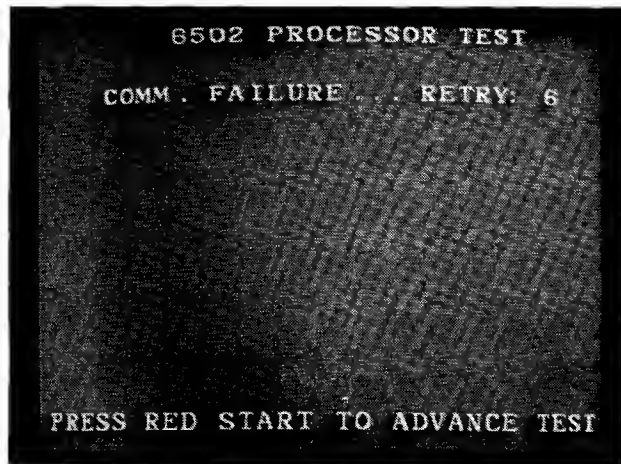 6502 PROCESSOR TEST
COMM. FAILURE... RETRY: 6
PRESS RED START TO ADVANCE TEST